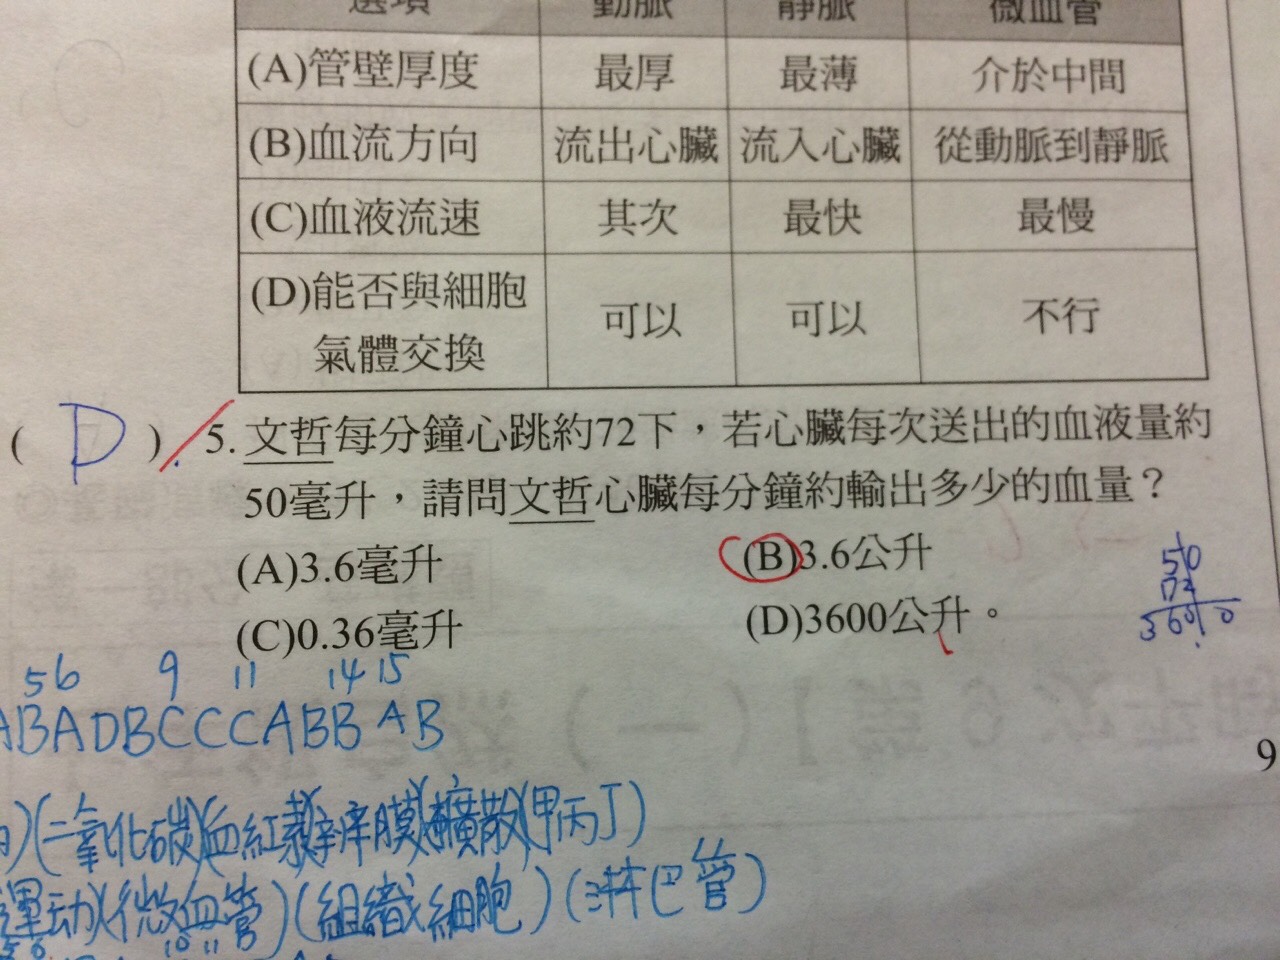 選項 動脈 靜脈 微血管
(A)管壁厚度 最厚 最薄 介於中間
(B)血流方向 流出心臟 流入心臟 從動脈到靜脈
(C)血液流速 其次 最快 最慢
(D)能否與細胞 可以 可以 不行
氣體交換
( D ) 5. 文哲每分鐘心跳約72下，若心臟每次送出的血液量約
50毫升，請問文哲心臟每分鐘約輸出多少的血量？
(A)3.6毫升 (B)3.6公升
(C)0.36毫升 (D)3600公升。
50
72
3600
56 9 11 14 15
ABADBCCCABBAB
9
(二氧化碳)(血紅素)(瓣膜)(擴散)(甲丙丁)
運动)(微血管)(組織細胞)(淋巴管)
10 11